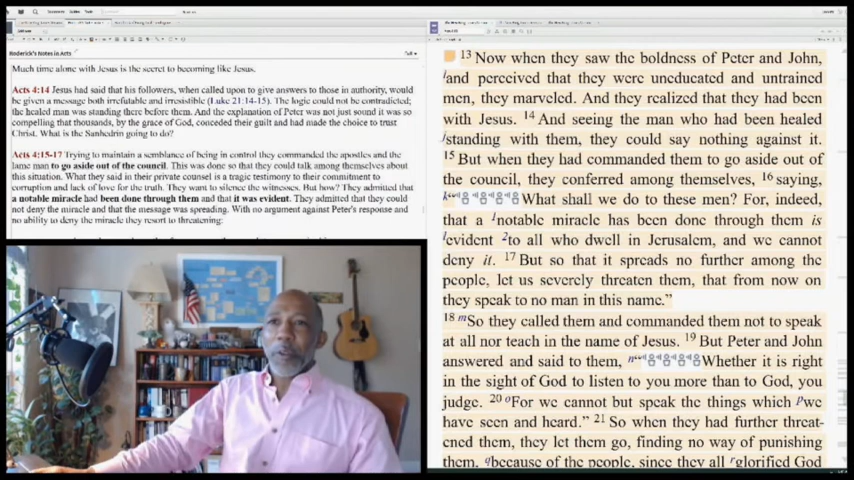 Roderick's Notes in Acts
Much time alone with Jesus is the secret to becoming like Jesus.
Acts 4:14 Jesus had said that his followers, when called upon to give answers to those in authority, would
be given a message both irrefutable and irresistible (Luke 21:14-15). The logic could not be contradicted;
the healed man was standing there before them. And the explanation of Peter was not just sound it was so
compelling that thousands, by the grace of God, conceded their guilt and had made the choice to trust
Christ. What is the Sanhedrin going to do?
Acts 4:15-17 Trying to maintain a semblance of being in control they commanded the apostles and the
lame man to go aside out of the council. This was done so that they could talk among themselves about
this situation. What they said in their private counsel is a tragic testimony to their commitment to
corruption and lack of love for the truth. They want to silence the witnesses. But how? They admitted that
a notable miracle had been done through them and that it was evident. They admitted that they could
not deny the miracle and that the message was spreading. With no argument against Peter's response and
no ability to deny the miracle they resort to threatening:
13 Now when they saw the boldness of Peter and John,
l and perceived that they were uneducated and untrained
men, they marveled. And they realized that they had been
with Jesus. 14 And seeing the man who had been healed
j standing with them, they could say nothing against it.
15 But when they had commanded them to go aside out of
the council, they conferred among themselves, 16 saying,
k What shall we do to these men? For, indeed,
that a l notable miracle has been done through them is
l evident 2 to all who dwell in Jerusalem, and we cannot
deny it. 17 But so that it spreads no further among the
people, let us severely threaten them, that from now on
they speak to no man in this name.”
18 m So they called them and commanded them not to speak
at all nor teach in the name of Jesus. 19 But Peter and John
answered and said to them, n Whether it is right
in the sight of God to listen to you more than to God, you
judge. 20 o For we cannot but speak the things which p we
have seen and heard.” 21 So when they had further threat-
ened them, they let them go, finding no way of punishing
them, q because of the people, since they all r glorified God